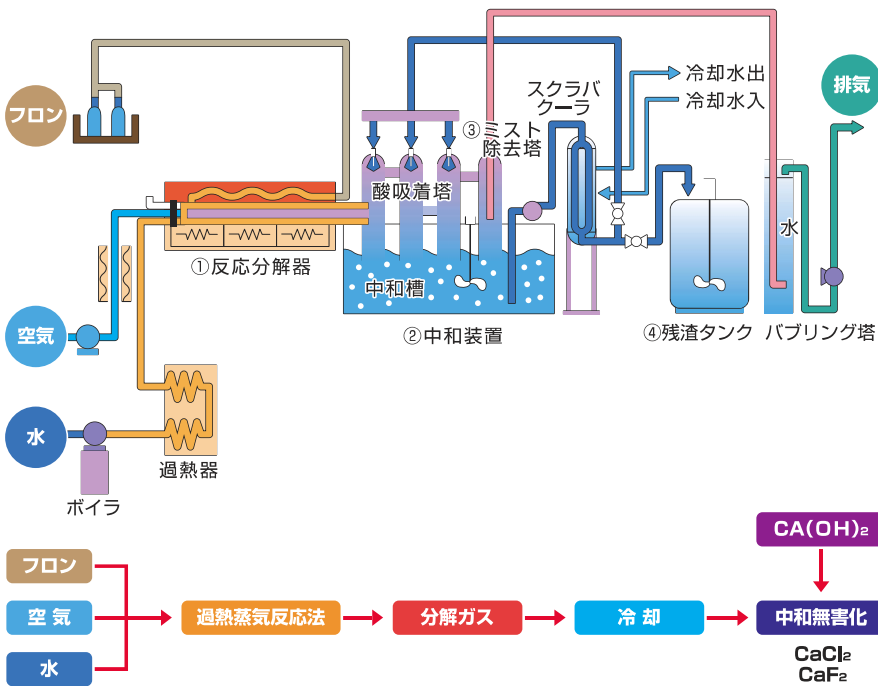 フロン
冷却水出
冷却水入
排気
スクラバ
クーラ
③ミスト
除去塔
酸吸着塔
水
①反応分解器
中和槽
空気
②中和装置
④残渣タンク
バブリング塔
水
過熱器
ボイラ
CA(OH)₂
フロン
空気
過熱蒸気反応法
分解ガス
冷却
中和無害化
水
CaCl₂
CaF₂